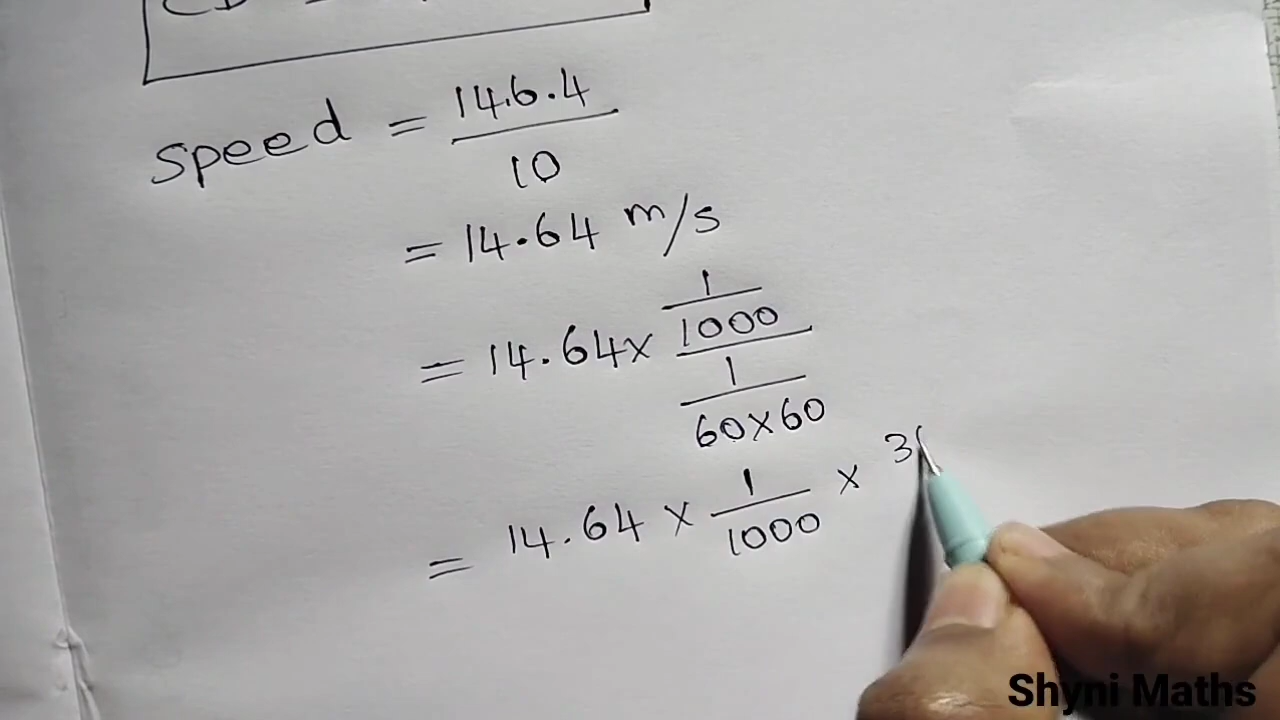 Speed = 146.4 / 10
= 14.64 m/s
= 14.64 × 1/1000 / 1/60×60
= 14.64 × 1/1000 × 3
Shyni Maths